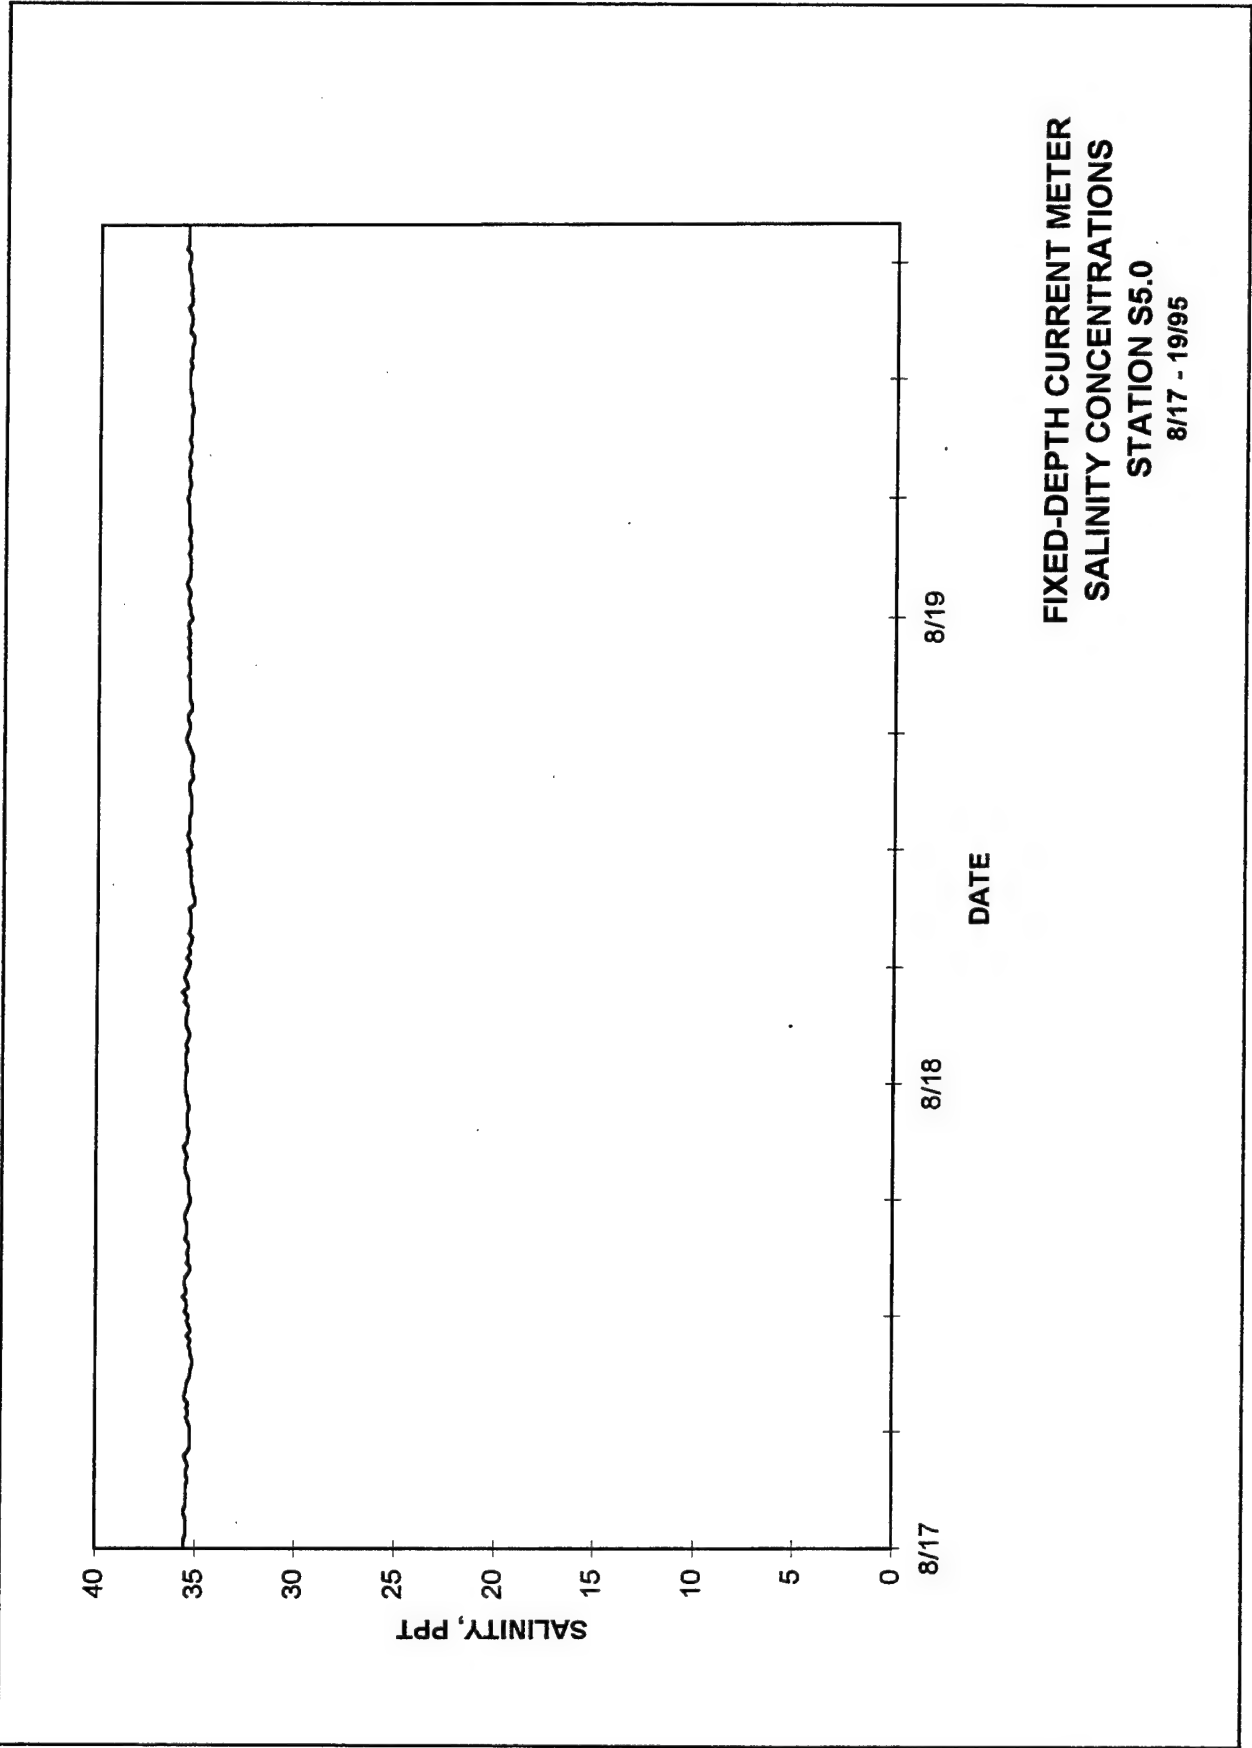 40
35
30
25
20
15
10
5
0
SALINITY, PPT
8/17
8/18
8/19
DATE
FIXED-DEPTH CURRENT METER
SALINITY CONCENTRATIONS
STATION S5.0
8/17 - 19/95